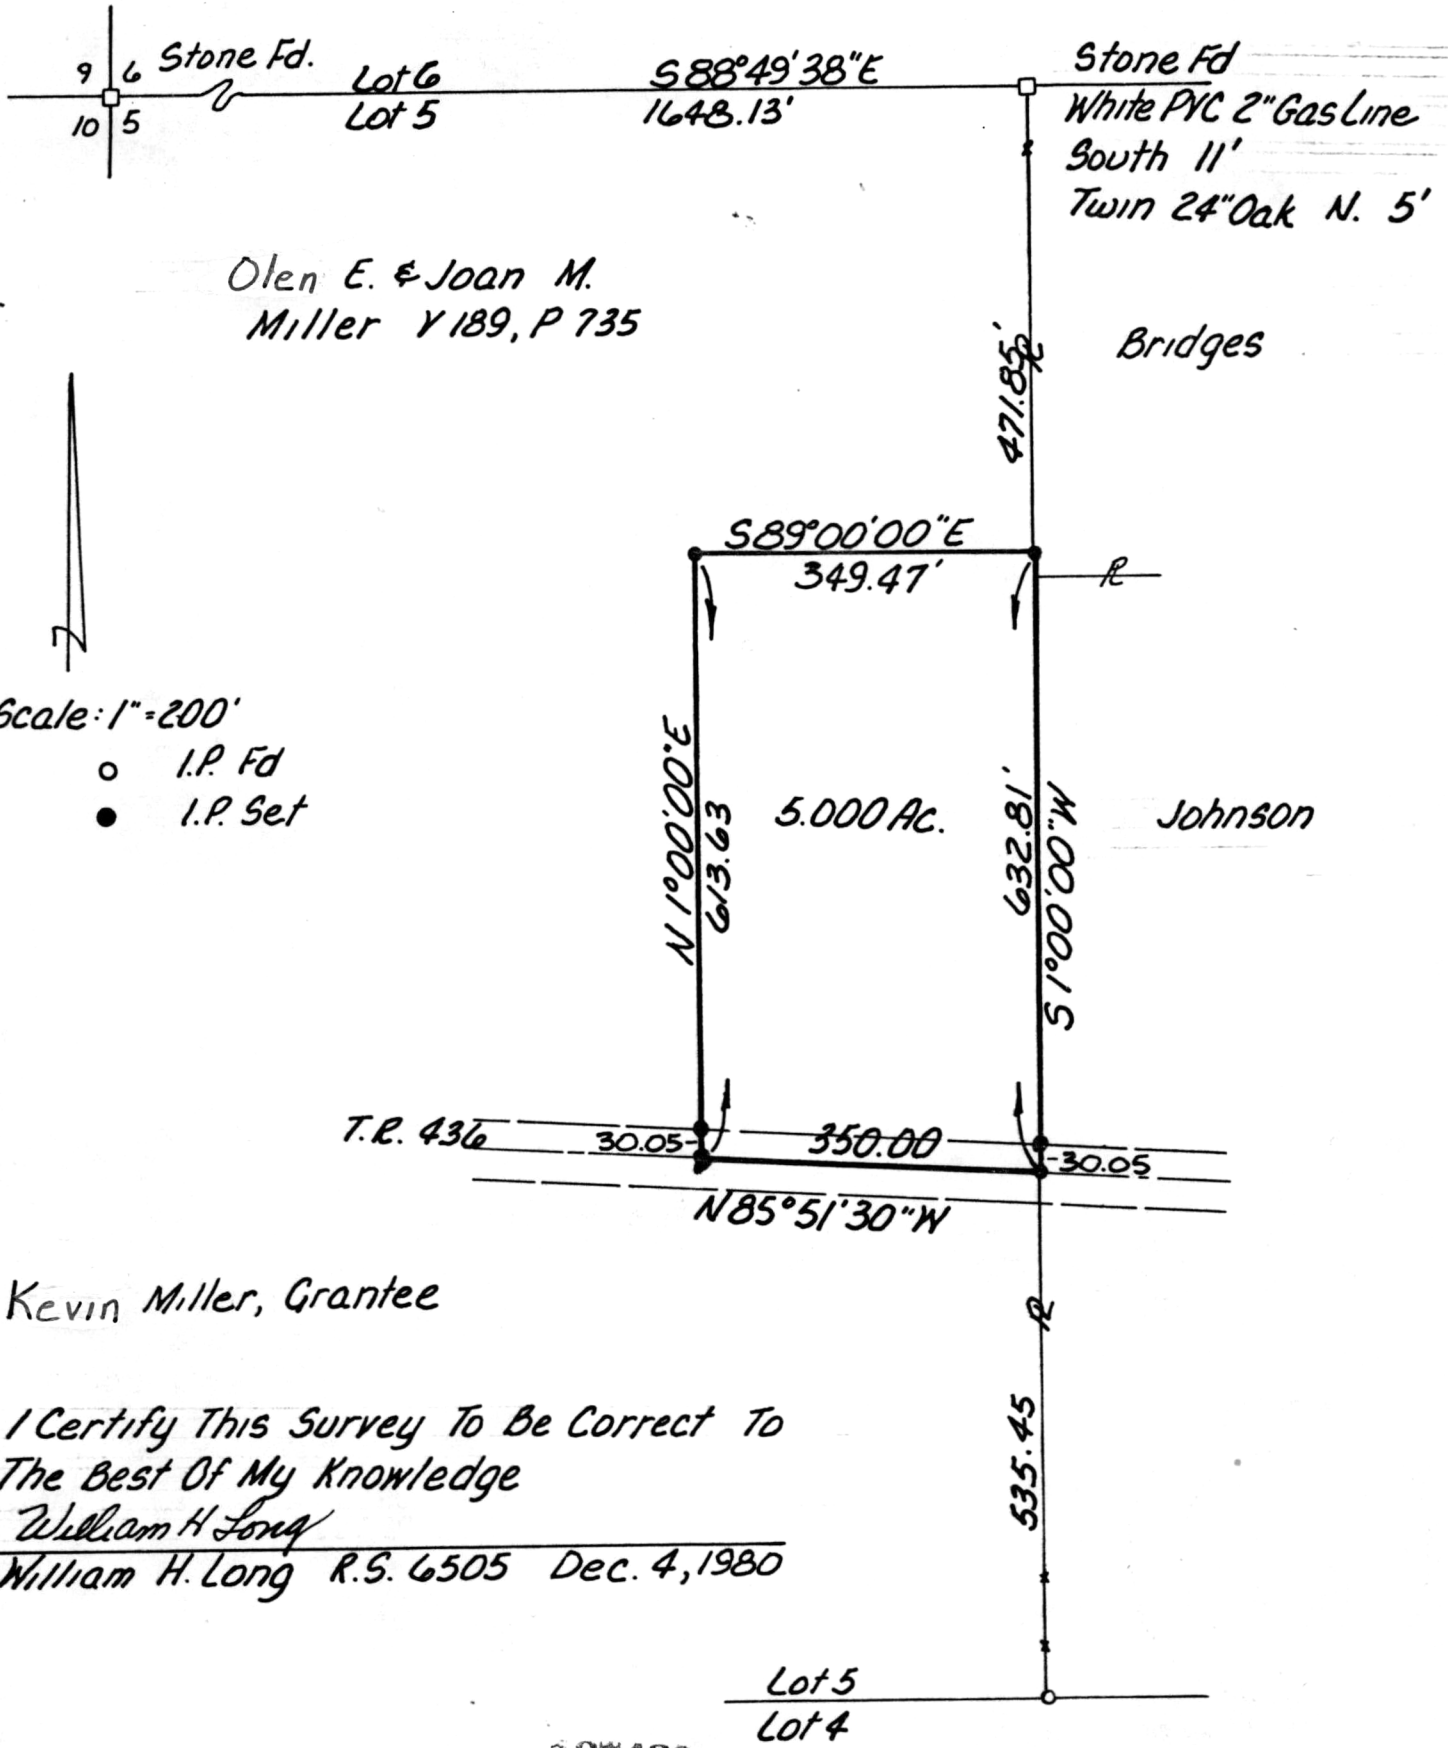 9 6 Stone Fd.
10 5
Lot 6
Lot 5
S88°49'38"E
1648.13'
Stone Fd
White PVC 2" Gas Line
South 11'
Twin 24" Oak N. 5'
Olen E. & Joan M.
Miller V 189, P 735
471.85'
Bridges
S89°00'00"E
349.47'
Scale: 1"=200'
I.P. Fd
I.P. Set
N 1°00'00"E
613.63
5.000 Ac.
632.81'
S 1°00'00"W
Johnson
T.R. 436
30.05
350.00
30.05
N85°51'30"W
Kevin Miller, Grantee
535.45
I Certify This Survey To Be Correct To
The Best Of My Knowledge
William H Long
William H. Long R.S. 6505 Dec. 4, 1980
Lot 5
Lot 4